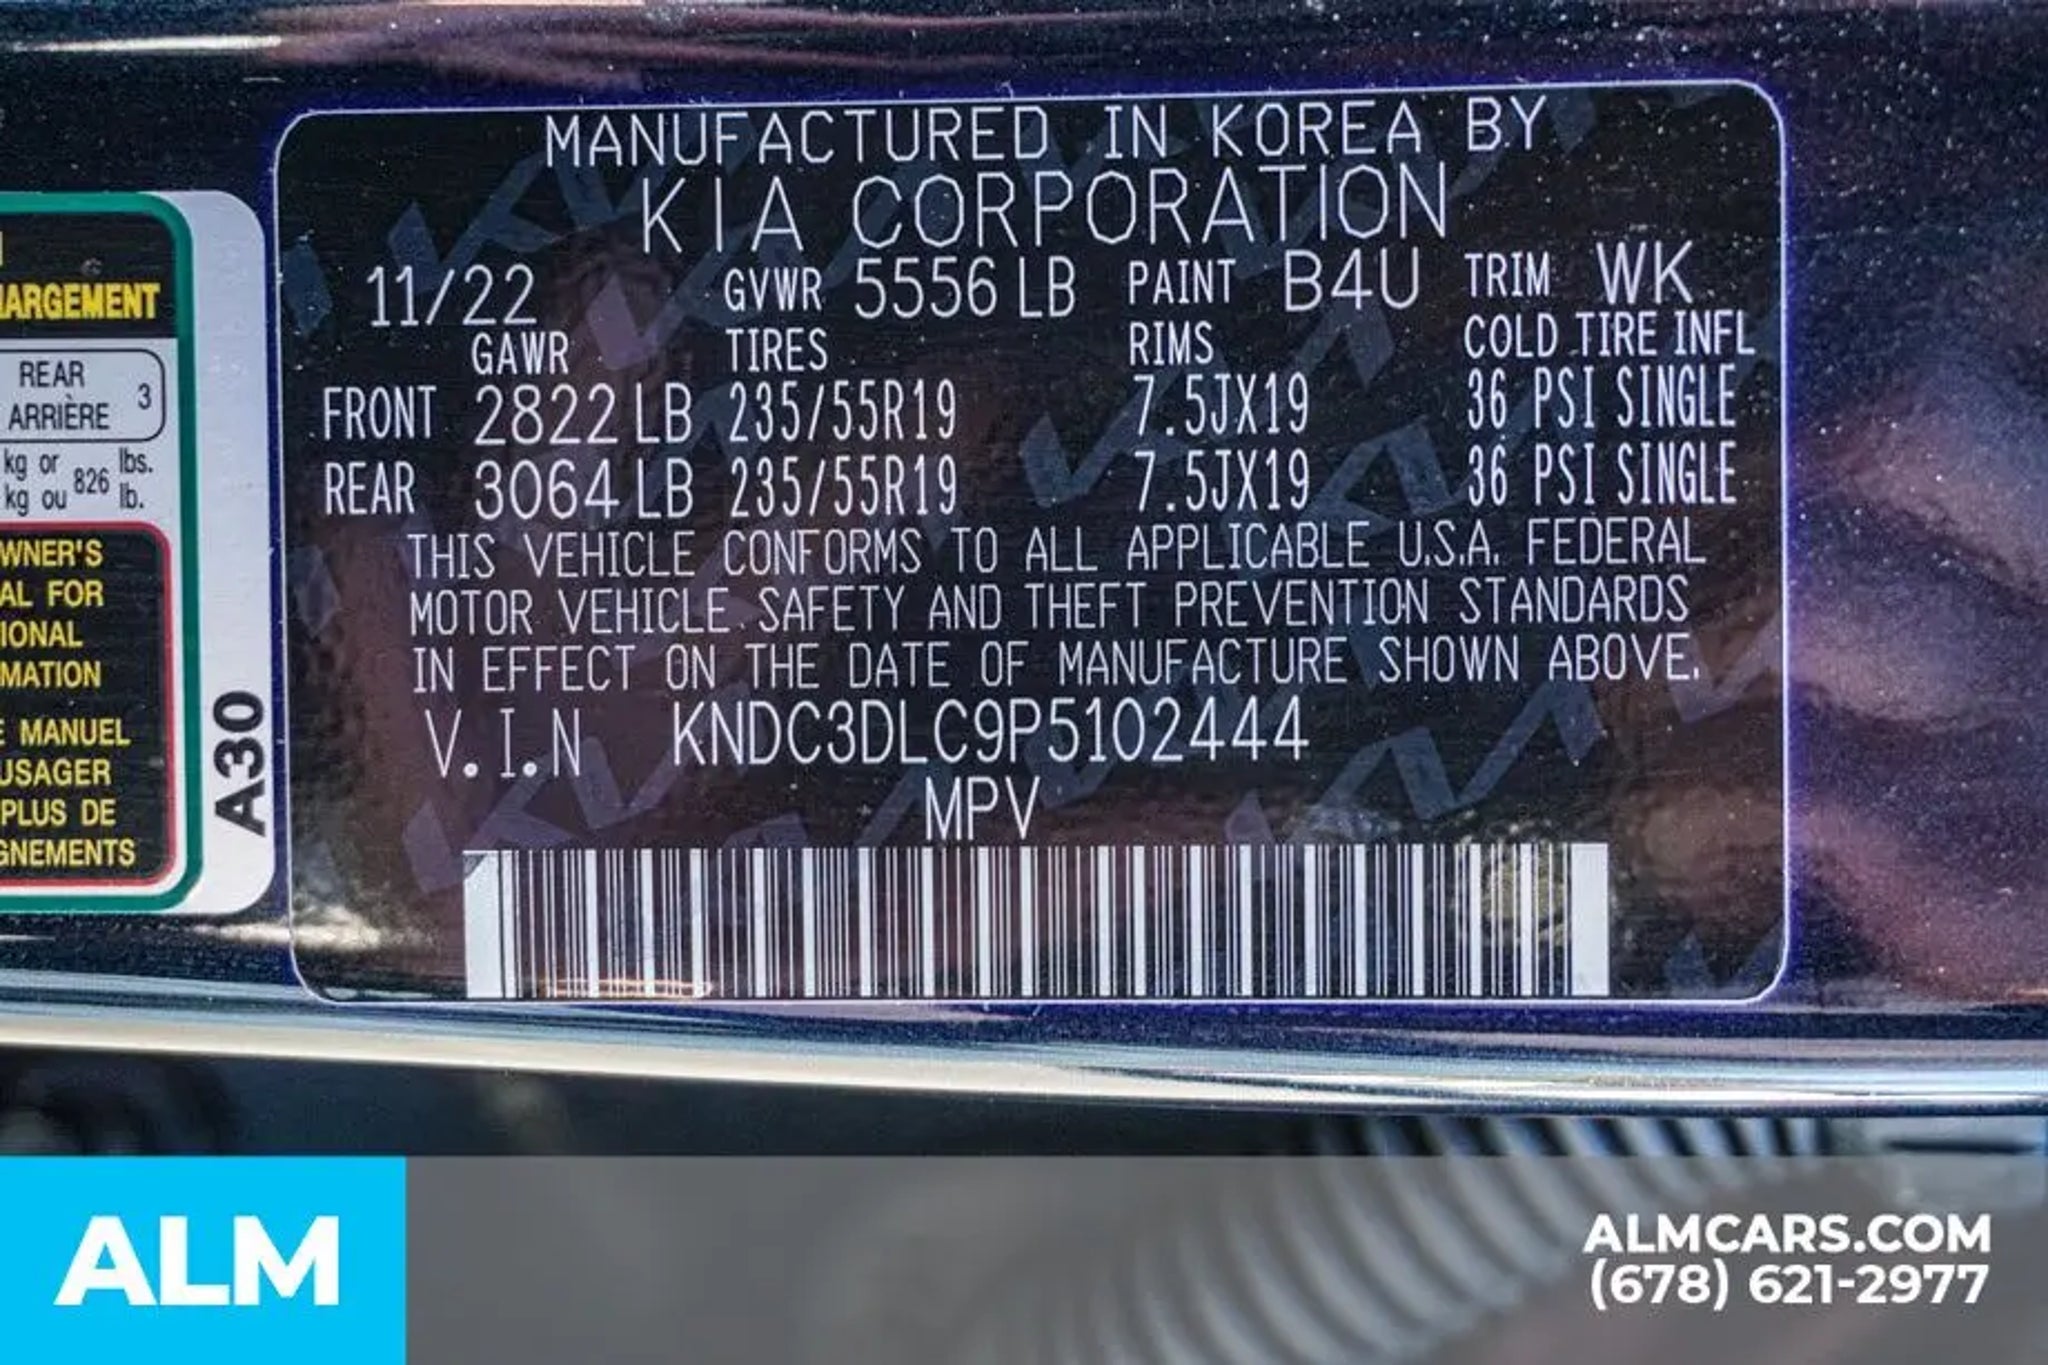 MANUFACTURED IN KOREA BY
KIA CORPORATION
11/22 GVWR 5556 LB PAINT B4U TRIM WK
GAWR TIRES RIMS COLD TIRE INFL
FRONT 2822 LB 235/55R19 7.5JX19 36 PSI SINGLE
REAR 3064 LB 235/55R19 7.5JX19 36 PSI SINGLE
THIS VEHICLE CONFORMS TO ALL APPLICABLE U.S.A. FEDERAL
MOTOR VEHICLE SAFETY AND THEFT PREVENTION STANDARDS
IN EFFECT ON THE DATE OF MANUFACTURE SHOWN ABOVE.
V.I.N KNDC3DLC9P5102444
MPV
ARGEMENT
REAR 3
ARRIÈRE
kg or 826 lbs.
kg ou lb.
WNER'S
AL FOR
IONAL
MATION
E MANUEL
USAGER
PLUS DE
GNEMENTS
A30
ALM
ALMCARS.COM
(678) 621-2977